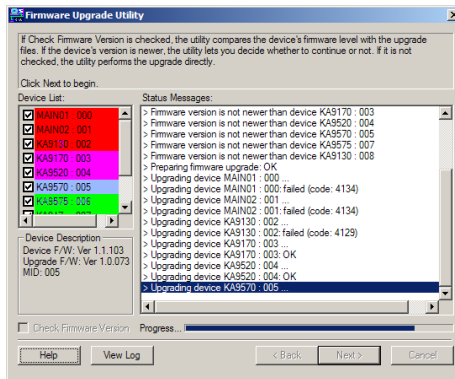 Firmware Upgrade Utility
If Check Firmware Version is checked, the utility compares the device's firmware level with the upgrade
files. If the device's version is newer, the utility lets you decide whether to continue or not. If it is not
checked, the utility performs the upgrade directly.
Click Next to begin.
Device List:
MAIN01 : 000
MAIN02 : 001
KA9130 : 002
KA9170 : 003
KA9520 : 004
KA9570 : 005
KA9575 : 006
Device Description
Device F/W: Ver 1.1.103
Upgrade F/W: Ver 1.0.073
MID: 005
Status Messages:
> Firmware version is not newer than device KA9170 : 003
> Firmware version is not newer than device KA9520 : 004
> Firmware version is not newer than device KA9570 : 005
> Firmware version is not newer than device KA9575 : 007
> Firmware version is not newer than device KA9130 : 008
> Preparing firmware upgrade: OK
> Upgrading device MAIN01 : 000 ...
> Upgrading device MAIN01 : 000:failed (code: 4134)
> Upgrading device MAIN02 : 001 ...
> Upgrading device MAIN02 : 001:failed (code: 4134)
> Upgrading device KA9130 : 002 ...
> Upgrading device KA9130 : 002:failed (code: 4129)
> Upgrading device KA9170 : 003 ...
> Upgrading device KA9170 : 003: OK
> Upgrading device KA9520 : 004 ...
> Upgrading device KA9520 : 004: OK
> Upgrading device KA9570 : 005 ...
Check Firmware Version
Progress...
Help
View Log
< Back
Next >
Cancel